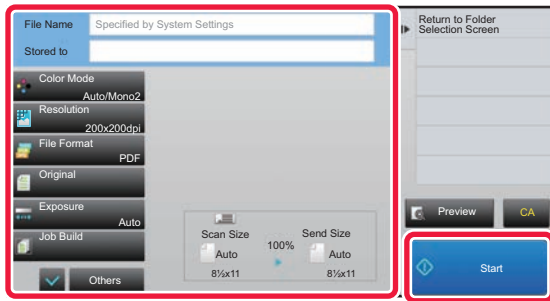 File Name
Specified by System Settings
Stored to
Color Mode
Auto/Mono2
Resolution
200x200dpi
File Format
PDF
Original
Exposure
Auto
Job Build
Others
Scan Size
100%
Send Size
Auto
Auto
8½x11
8½x11
Return to Folder
Selection Screen
Preview
CA
Start